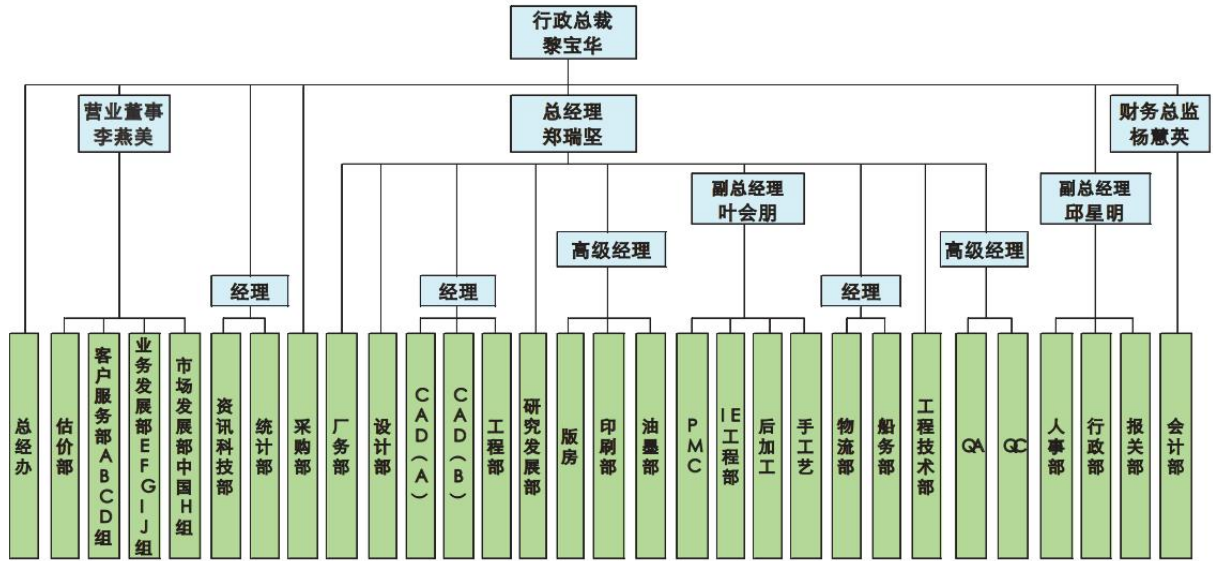 行政总裁
黎宝华
营业董事
李燕美
总经理
郑瑞坚
财务总监
杨慧英
副总经理
叶会朋
副总经理
邱星明
高级经理
高级经理
经理
经理
经理
总经办
估价部
客户服务部ABCD组
业务发展部EFGIJ组
市场发展部中国H组
资讯科技部
统计部
采购部
厂务部
设计部
CAD(A)
CAD(B)
工程部
研究发展部
版房
印刷部
油墨部
PMC
IE工程部
后加工
手工艺
物流部
船务部
工程技术部
QA
QC
人事部
行政部
报关部
会计部